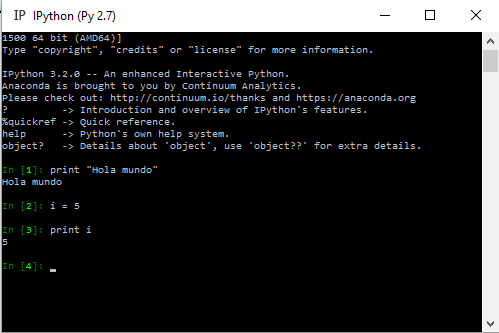 IP IPython (Py 2.7)
1500 64 bit (AMD64)]
Type "copyright", "credits" or "license" for more information.
IPython 3.2.0 -- An enhanced Interactive Python.
Anaconda is brought to you by Continuum Analytics.
Please check out: http://continuum.io/thanks and https://anaconda.org
?         -> Introduction and overview of IPython's features.
%quickref -> Quick reference.
help      -> Python's own help system.
object?   -> Details about 'object', use 'object??' for extra details.
In [1]: print "Hola mundo"
Hola mundo
In [2]: i = 5
In [3]: print i
5
In [4]: